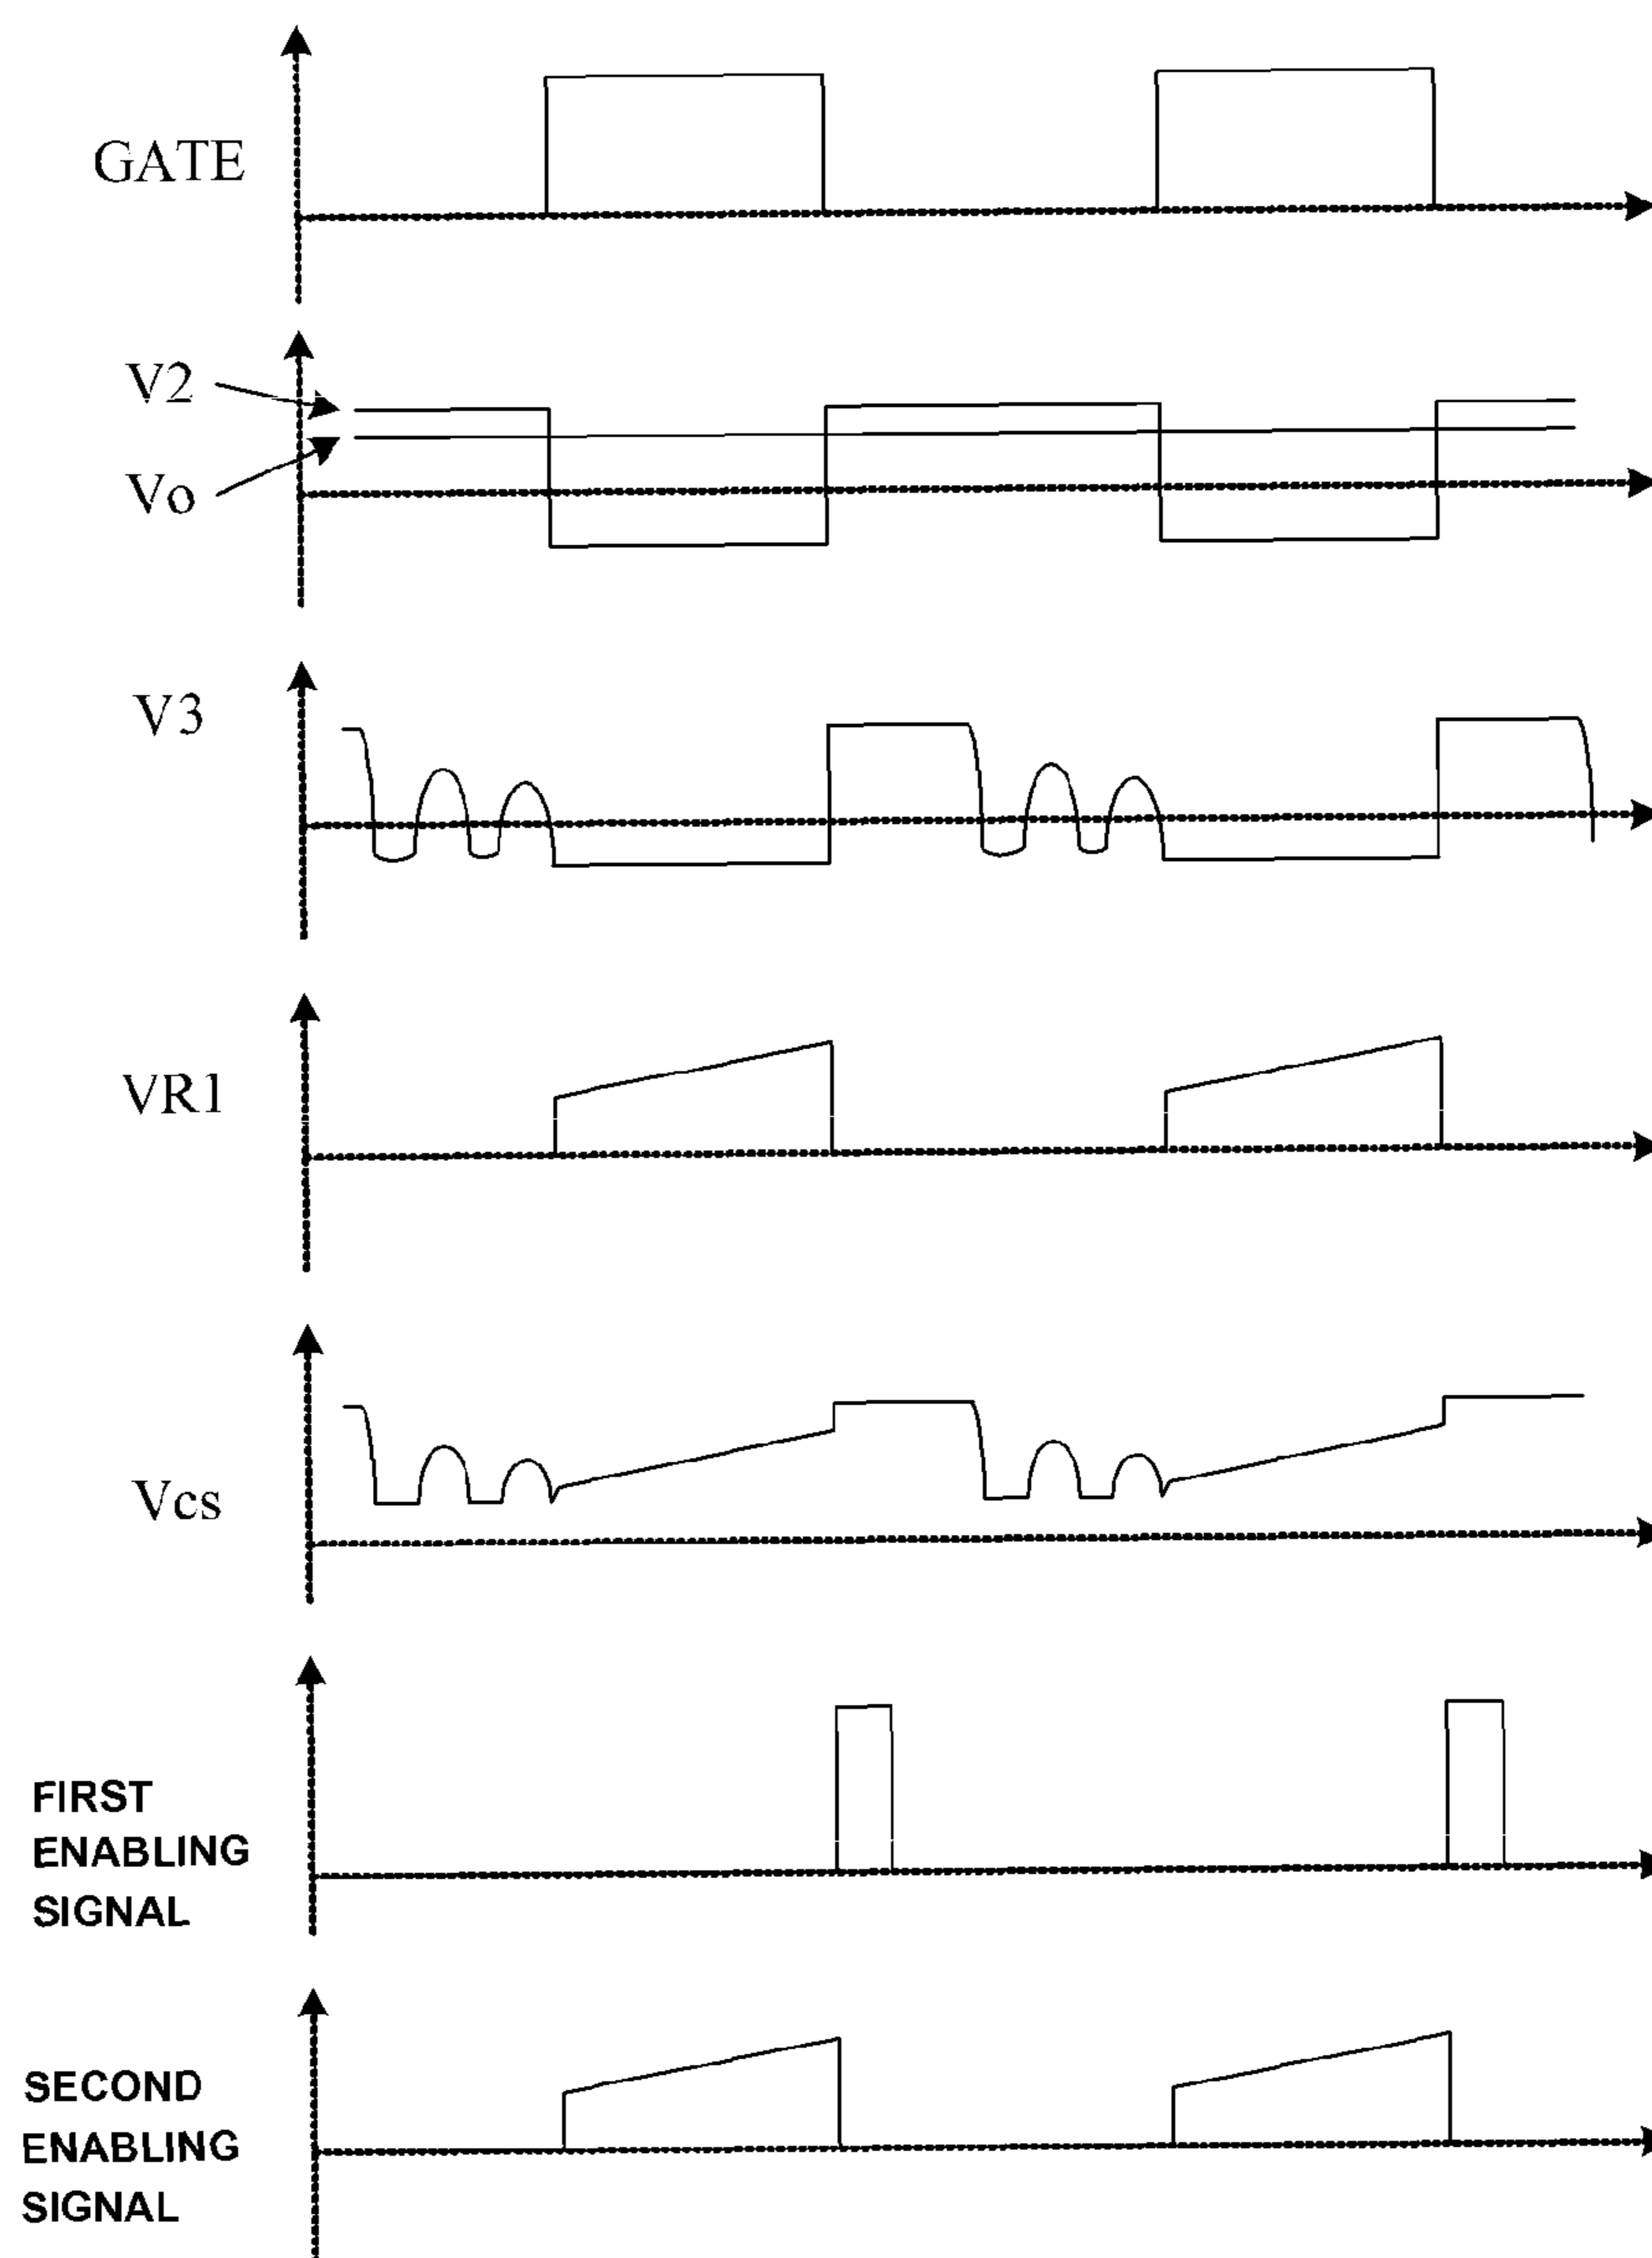 GATE
V2
Vo
V3
VR1
Vcs
FIRST
ENABLING
SIGNAL
SECOND
ENABLING
SIGNAL